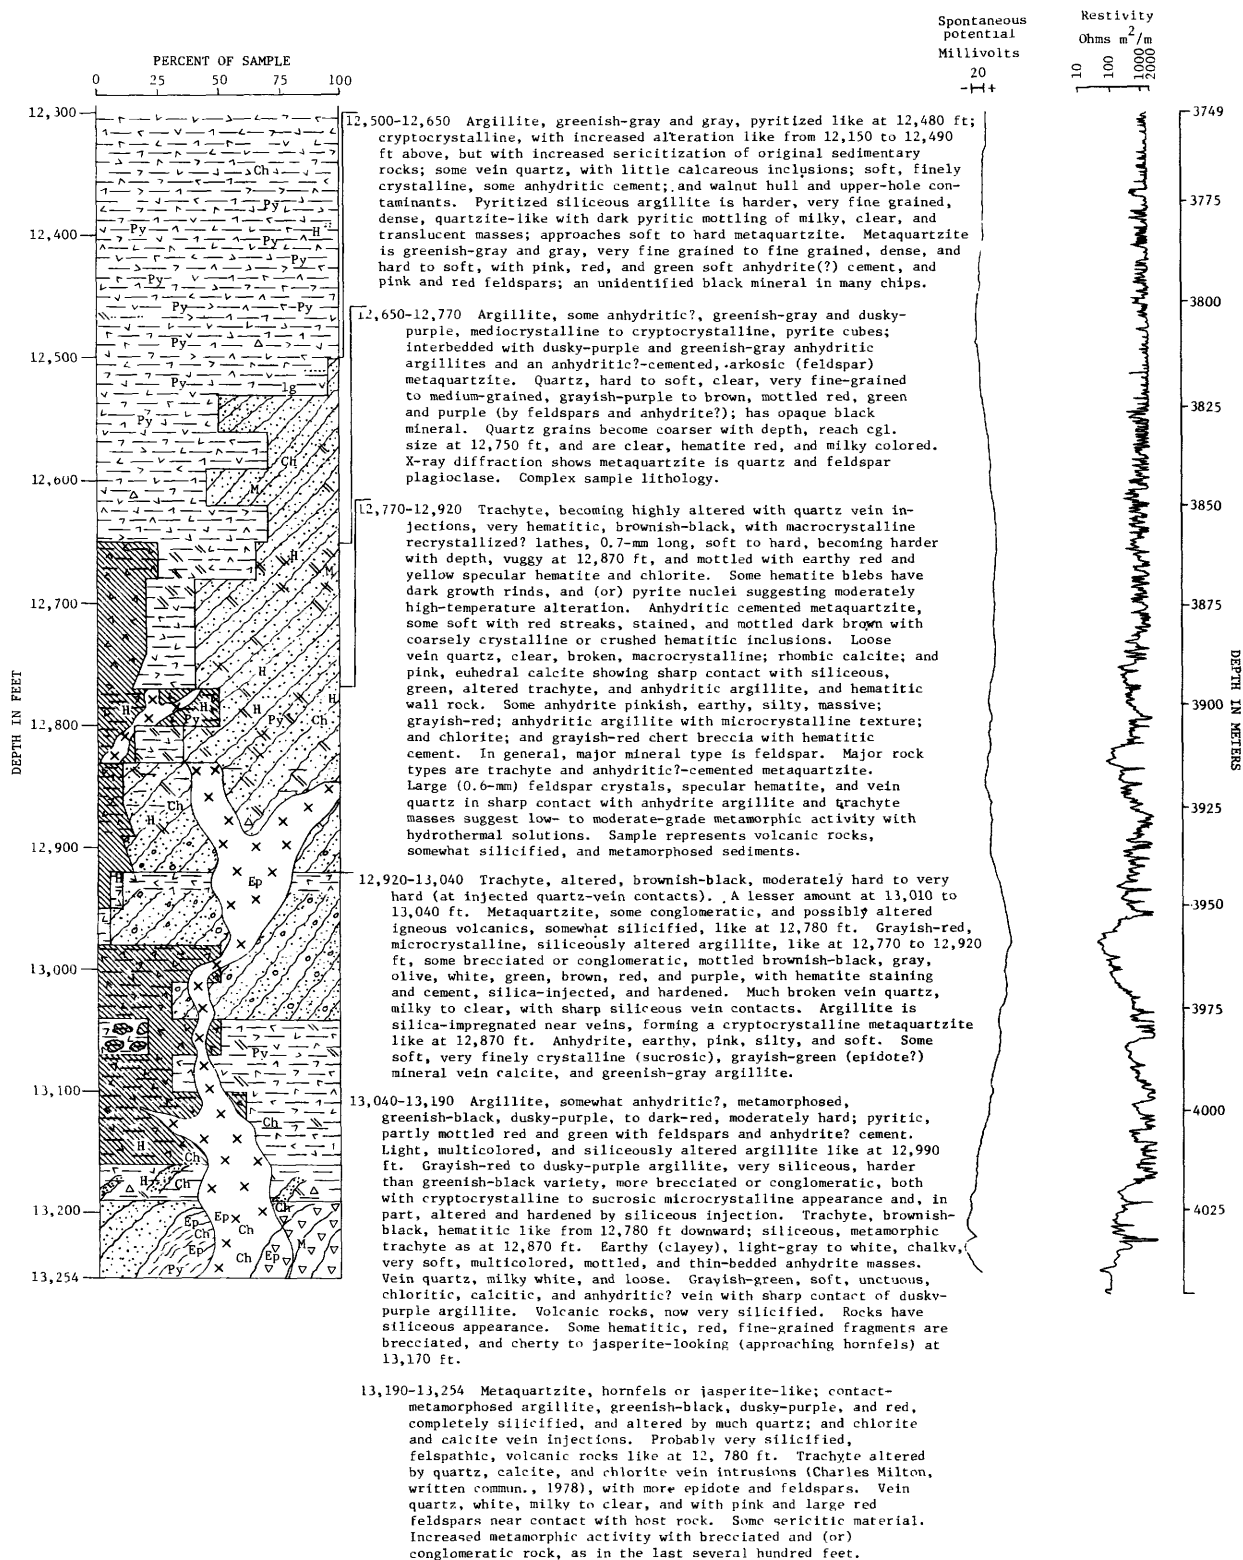 Spontaneous
potential
Millivolts
20
- +
Restivity
Ohms m2/m
10
100
1000
2000
PERCENT OF SAMPLE
0 25 50 75 100
DEPTH IN FEET
12,300
12,400
12,500
12,600
12,700
12,800
12,900
13,000
13,100
13,200
13,254
12,500-12,650 Argillite, greenish-gray and gray, pyritized like at 12,480 ft;
cryptocrystalline, with increased alteration like from 12,150 to 12,490
ft above, but with increased sericitization of original sedimentary
rocks; some vein quartz, with little calcareous inclusions; soft, finely
crystalline, some anhydritic cement; and walnut hull and upper-hole con-
taminants. Pyritized siliceous argillite is harder, very fine grained,
dense, quartzite-like with dark pyritic mottling of milky, clear, and
translucent masses; approaches soft to hard metaquartzite. Metaquartzite
is greenish-gray and gray, very fine grained to fine grained, dense, and
hard to soft, with pink, red, and green soft anhydrite(?) cement, and
pink and red feldspars; an unidentified black mineral in many chips.
12,650-12,770 Argillite, some anhydritic?, greenish-gray and dusky-
purple, mediocrystalline to cryptocrystalline, pyrite cubes;
interbedded with dusky-purple and greenish-gray anhydritic
argillites and an anhydritic?-cemented, arkosic (feldspar)
metaquartzite. Quartz, hard to soft, clear, very fine-grained
to medium-grained, grayish-purple to brown, mottled red, green
and purple (by feldspars and anhydrite?); has opaque black
mineral. Quartz grains become coarser with depth, reach cgl.
size at 12,750 ft, and are clear, hematite red, and milky colored.
X-ray diffraction shows metaquartzite is quartz and feldspar
plagioclase. Complex sample lithology.
12,770-12,920 Trachyte, becoming highly altered with quartz vein in-
jections, very hematitic, brownish-black, with macrocrystalline
recrystallized? lathes, 0.7-mm long, soft to hard, becoming harder
with depth, vuggy at 12,870 ft, and mottled with earthy red and
yellow specular hematite and chlorite. Some hematite blebs have
dark growth rinds, and (or) pyrite nuclei suggesting moderately
high-temperature alteration. Anhydritic cemented metaquartzite,
some soft with red streaks, stained, and mottled dark brown with
coarsely crystalline or crushed hematitic inclusions. Loose
vein quartz, clear, broken, macrocrystalline; rhombic calcite; and
pink, euhedral calcite showing sharp contact with siliceous,
green, altered trachyte, and anhydritic argillite, and hematitic
wall rock. Some anhydrite pinkish, earthy, silty, massive;
grayish-red; anhydritic argillite with microcrystalline texture;
and chlorite; and grayish-red chert breccia with hematitic
cement. In general, major mineral type is feldspar. Major rock
types are trachyte and anhydritic?-cemented metaquartzite.
Large (0.6-mm) feldspar crystals, specular hematite, and vein
quartz in sharp contact with anhydrite argillite and trachyte
masses suggest low- to moderate-grade metamorphic activity with
hydrothermal solutions. Sample represents volcanic rocks,
somewhat silicified, and metamorphosed sediments.
12,920-13,040 Trachyte, altered, brownish-black, moderately hard to very
hard (at injected quartz-vein contacts). A lesser amount at 13,010 to
13,040 ft. Metaquartzite, some conglomeratic, and possibly altered
igneous volcanics, somewhat silicified, like at 12,780 ft. Grayish-red,
microcrystalline, siliceously altered argillite, like at 12,770 to 12,920
ft, some brecciated or conglomeratic, mottled brownish-black, gray,
olive, white, green, brown, red, and purple, with hematite staining
and cement, silica-injected, and hardened. Much broken vein quartz,
milky to clear, with sharp siliceous vein contacts. Argillite is
silica-impregnated near veins, forming a cryptocrystalline metaquartzite
like at 12,870 ft. Anhydrite, earthy, pink, silty, and soft. Some
soft, very finely crystalline (sucrosic), grayish-green (epidote?)
mineral vein calcite, and greenish-gray argillite.
13,040-13,190 Argillite, somewhat anhydritic?, metamorphosed,
greenish-black, dusky-purple, to dark-red, moderately hard; pyritic,
partly mottled red and green with feldspars and anhydrite? cement.
Light, multicolored, and siliceously altered argillite like at 12,990
ft. Grayish-red to dusky-purple argillite, very siliceous, harder
than greenish-black variety, more brecciated or conglomeratic, both
with cryptocrystalline to sucrosic microcrystalline appearance and, in
part, altered and hardened by siliceous injection. Trachyte, brownish-
black, hematitic like from 12,780 ft downward; siliceous, metamorphic
trachyte as at 12,870 ft. Earthy (clayey), light-gray to white, chalky,
very soft, multicolored, mottled, and thin-bedded anhydrite masses.
Vein quartz, milky white, and loose. Grayish-green, soft, unctuous,
chloritic, calcitic, and anhydritic? vein with sharp contact of dusky-
purple argillite. Volcanic rocks, now very silicified. Rocks have
siliceous appearance. Some hematitic, red, fine-grained fragments are
brecciated, and cherty to jasperite-looking (approaching hornfels) at
13,170 ft.
13,190-13,254 Metaquartzite, hornfels or jasperite-like; contact-
metamorphosed argillite, greenish-black, dusky-purple, and red,
completely silicified, and altered by much quartz; and chlorite
and calcite vein injections. Probably very silicified,
felspathic, volcanic rocks like at 12, 780 ft. Trachyte altered
by quartz, calcite, and chlorite vein intrusions (Charles Milton,
written commun., 1978), with more epidote and feldspars. Vein
quartz, white, milky to clear, and with pink and large red
feldspars near contact with host rock. Some sericitic material.
Increased metamorphic activity with brecciated and (or)
conglomeratic rock, as in the last several hundred feet.
3749
3775
3800
3825
3850
3875
3900
3925
3950
3975
4000
4025
DEPTH IN METERS
Ch
Py
Py
H
Py
Py
Py
Py
Py
Py
Py
lg
Py
Ch
M
H
M
H
H
H
H
H
Py
Py
Ch
Ch
H
Ep
H
Py
Ch
H
Ch
H
Ch
Ch
Ep
Ep
Ch
Ch
Ep
Ch
Ep
M
Py